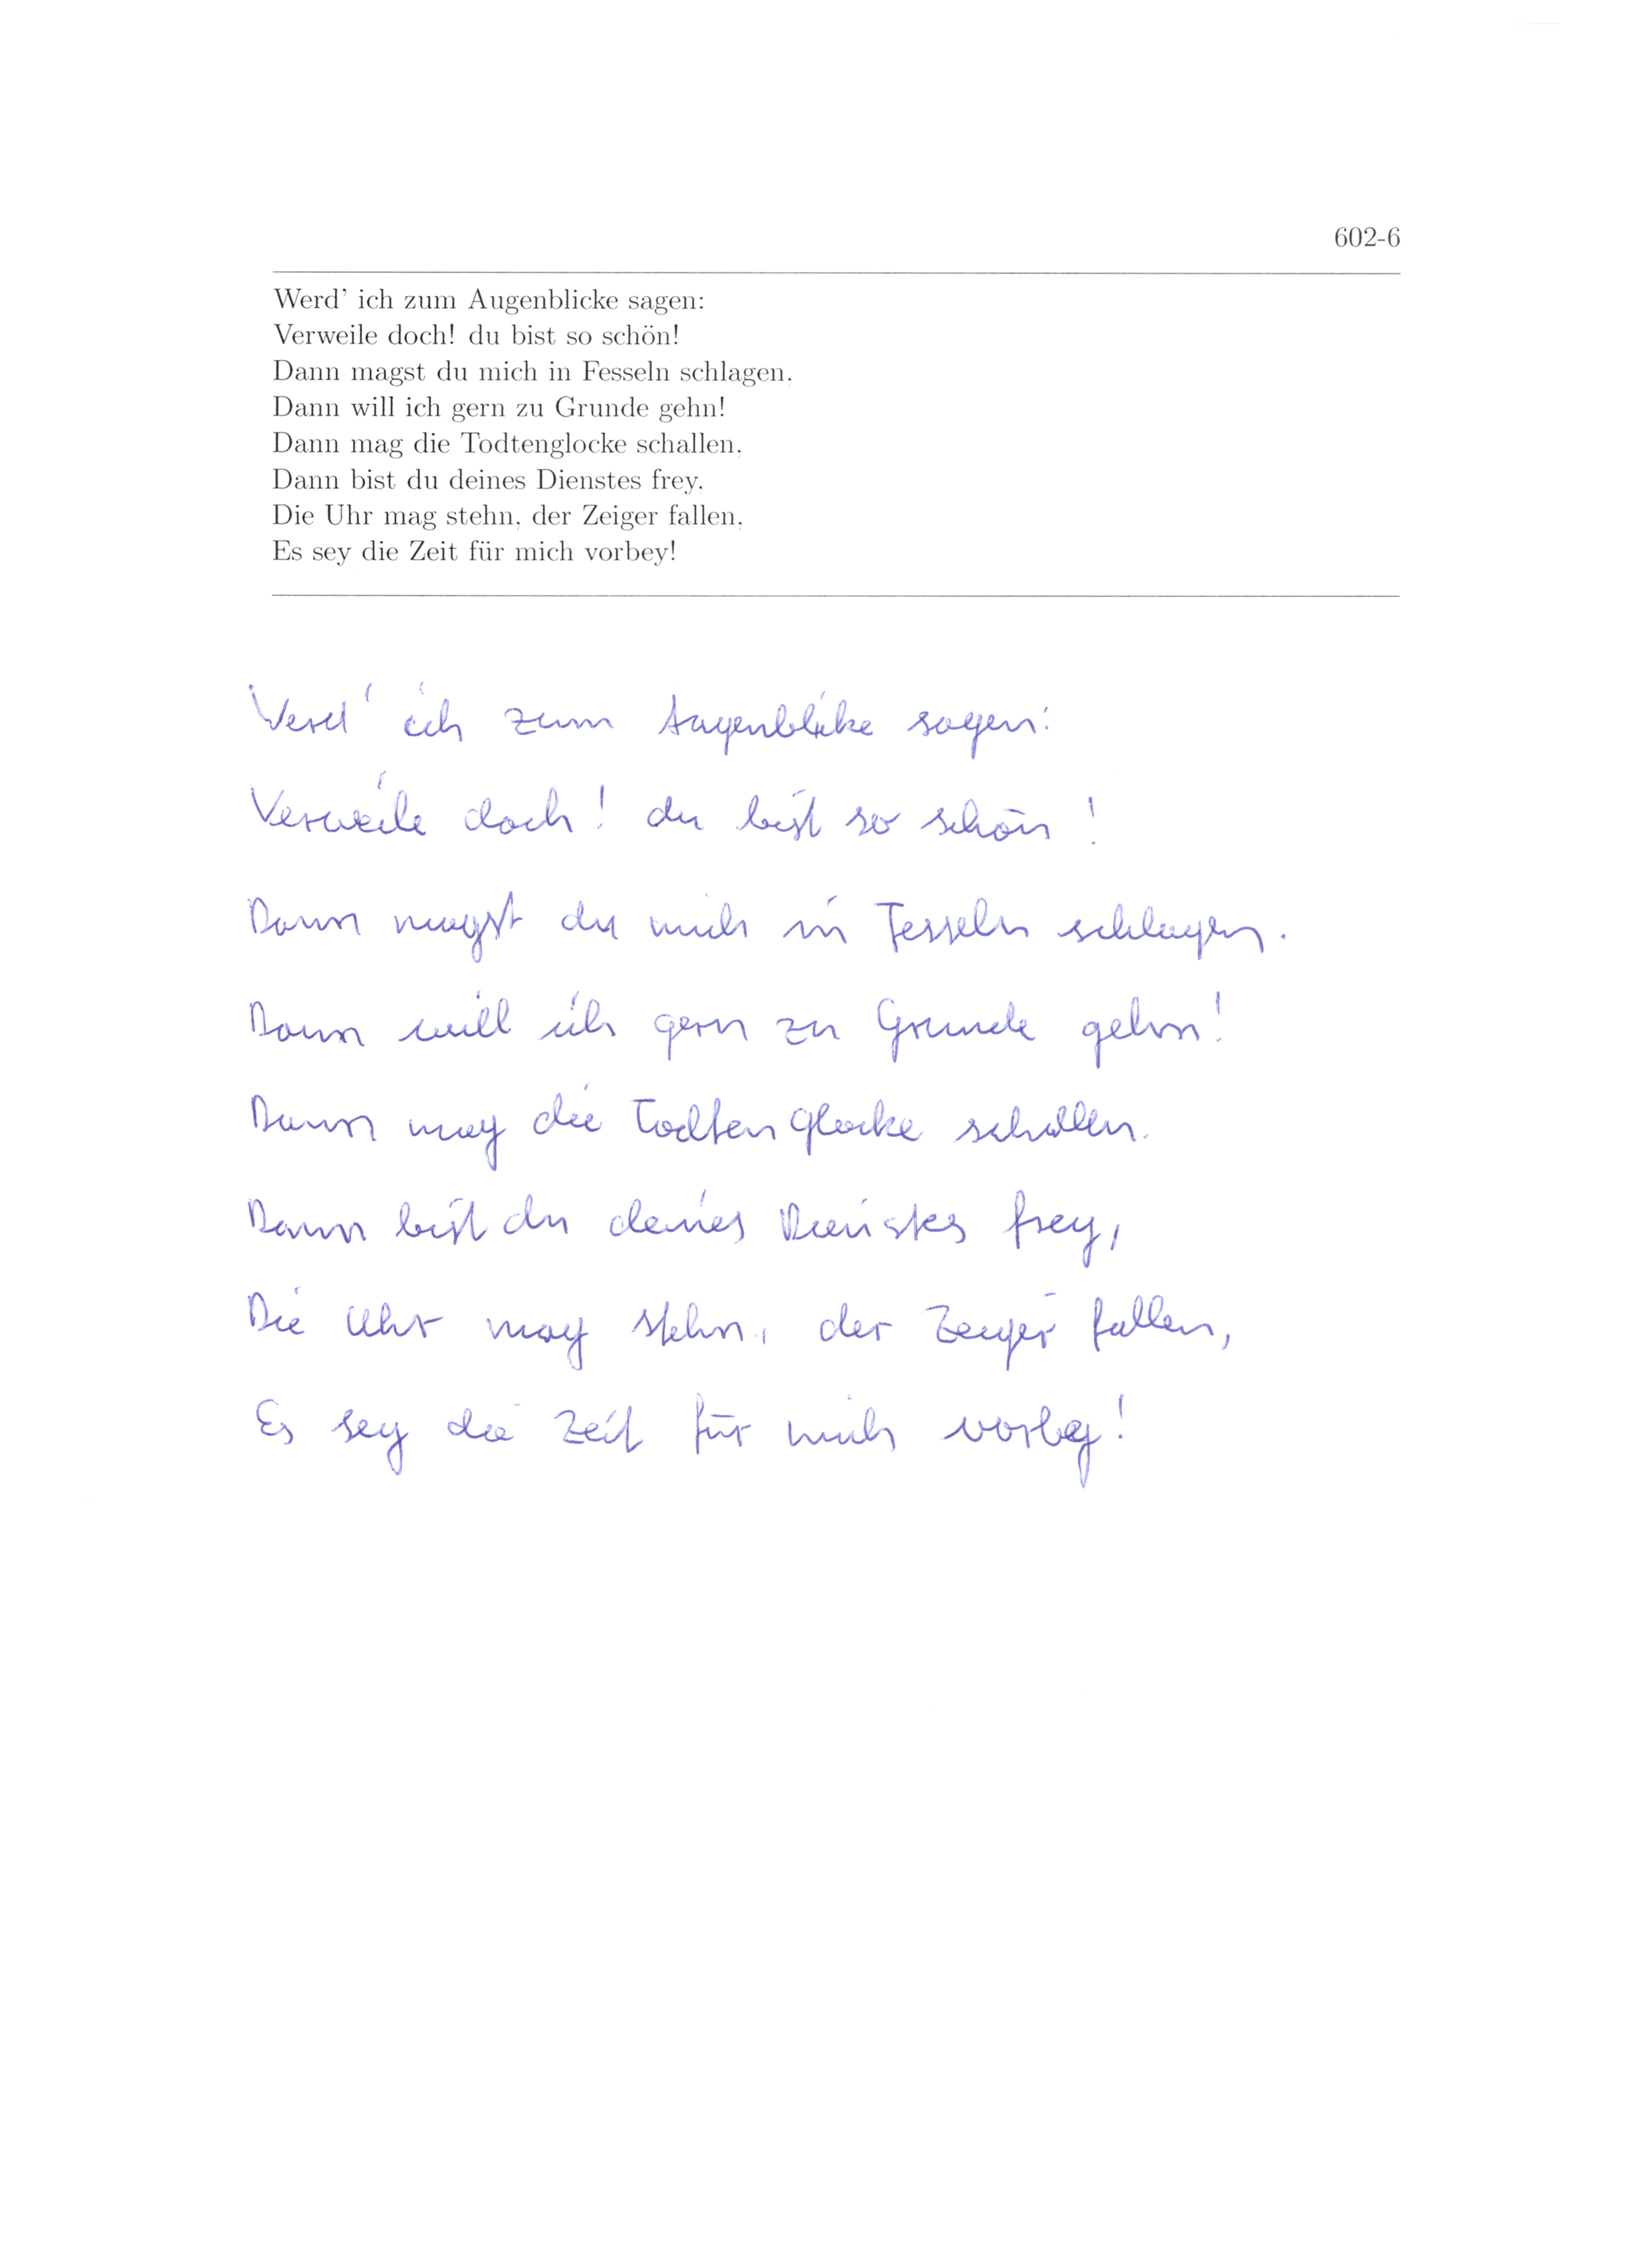 602-6
Werd' ich zum Augenblicke sagen:
Verweile doch! du bist so schön!
Dann magst du mich in Fesseln schlagen.
Dann will ich gern zu Grunde gehn!
Dann mag die Todtenglocke schallen.
Dann bist du deines Dienstes frey.
Die Uhr mag stehn. der Zeiger fallen.
Es sey die Zeit für mich vorbey!
Werd' ich zum Augenblicke sagen:
Verweile doch! du bist so schön!
Dann magst du mich in Fesseln schlagen.
Dann will ich gern zu Grunde gehn!
Dann mag die Todtenglocke schallen.
Dann bist du deines Dienstes frey,
Die Uhr mag stehn, der Zeiger fallen,
Es sey die Zeit für mich vorbey!